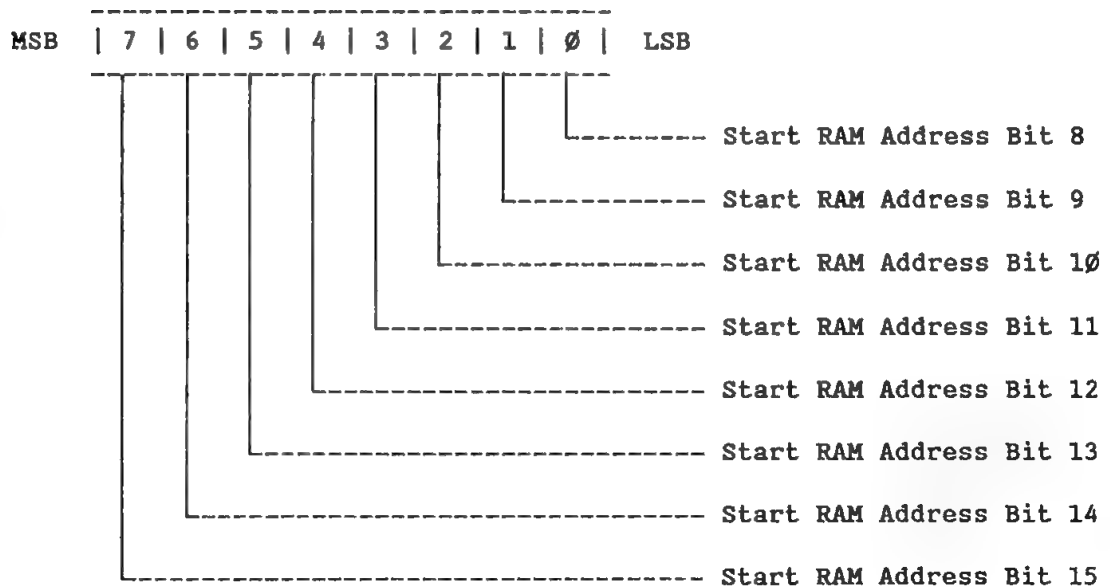 MSB | 7 | 6 | 5 | 4 | 3 | 2 | 1 | Ø | LSB
Start RAM Address Bit 8
Start RAM Address Bit 9
Start RAM Address Bit 1Ø
Start RAM Address Bit 11
Start RAM Address Bit 12
Start RAM Address Bit 13
Start RAM Address Bit 14
Start RAM Address Bit 15